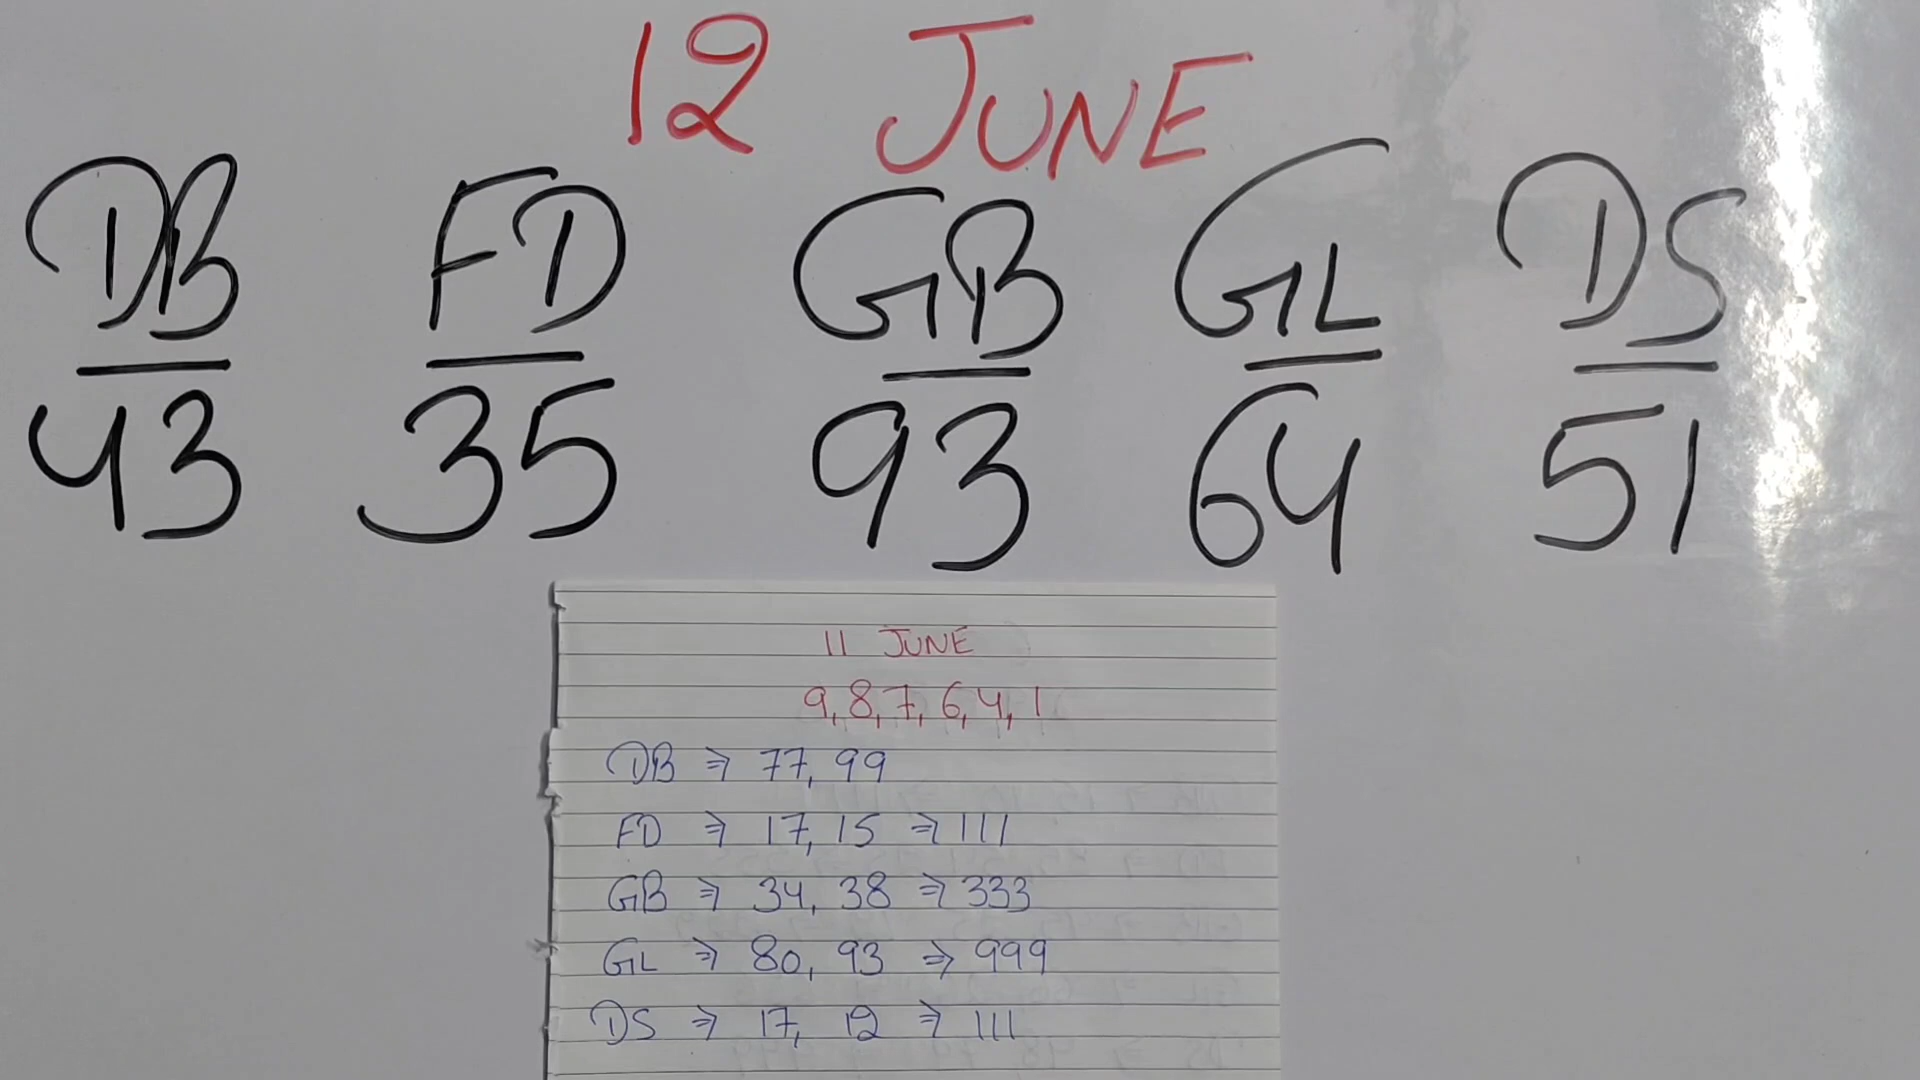 12 JUNE
DB FD GB GL DS
43 35 93 64 51
11 JUNE
9, 8, 7, 6, 4, 1
DB ⇒ 77, 99
FD ⇒ 17, 15 ⇒ 111
GB ⇒ 34, 38 ⇒ 333
GL ⇒ 80, 93 ⇒ 999
DS ⇒ 17, 12 ⇒ 111